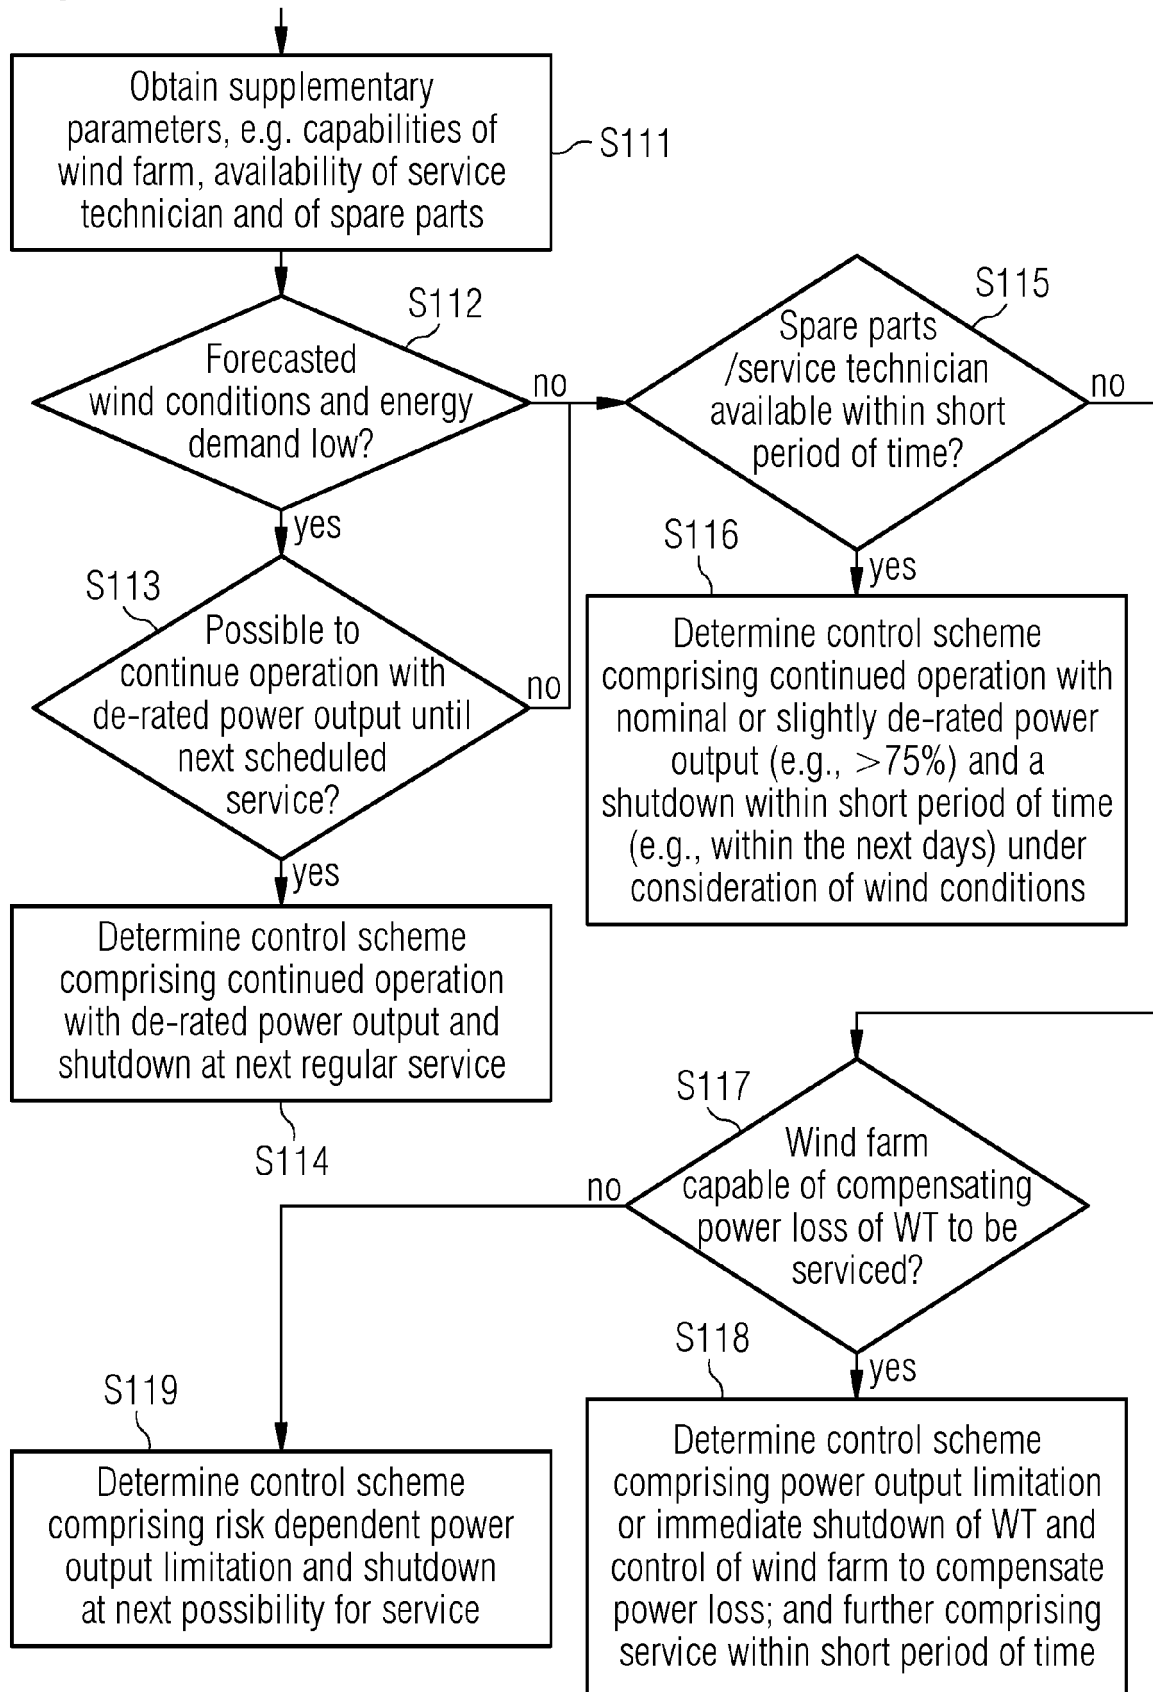 Obtain supplementary
parameters, e.g. capabilities of
wind farm, availability of service
technician and of spare parts
S111
S112
Forecasted
wind conditions and energy
demand low?
no
yes
S113
Possible to
continue operation with
de-rated power output until
next scheduled
service?
no
yes
Determine control scheme
comprising continued operation
with de-rated power output and
shutdown at next regular service
S114
S115
Spare parts
/service technician
available within short
period of time?
no
yes
S116
Determine control scheme
comprising continued operation with
nominal or slightly de-rated power
output (e.g., >75%) and a
shutdown within short period of time
(e.g., within the next days) under
consideration of wind conditions
S117
Wind farm
capable of compensating
power loss of WT to be
serviced?
no
yes
S118
Determine control scheme
comprising power output limitation
or immediate shutdown of WT and
control of wind farm to compensate
power loss; and further comprising
service within short period of time
S119
Determine control scheme
comprising risk dependent power
output limitation and shutdown
at next possibility for service